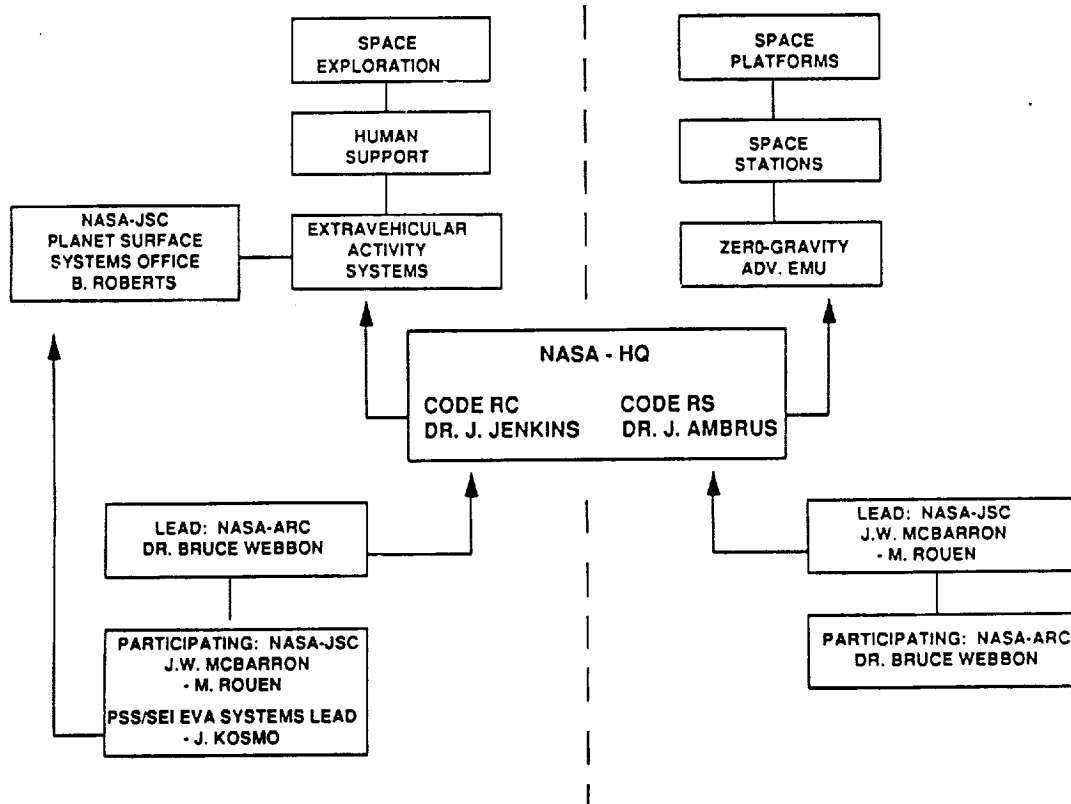 SPACE
EXPLORATION
HUMAN
SUPPORT
EXTRAVEHICULAR
ACTIVITY
SYSTEMS
NASA-JSC
PLANET SURFACE
SYSTEMS OFFICE
B. ROBERTS
SPACE
PLATFORMS
SPACE
STATIONS
ZER0-GRAVITY
ADV. EMU
NASA - HQ
CODE RC
DR. J. JENKINS
CODE RS
DR. J. AMBRUS
LEAD: NASA-ARC
DR. BRUCE WEBBON
PARTICIPATING: NASA-JSC
J.W. MCBARRON
- M. ROUEN
PSS/SEI EVA SYSTEMS LEAD
- J. KOSMO
LEAD: NASA-JSC
J.W. MCBARRON
- M. ROUEN
PARTICIPATING: NASA-ARC
DR. BRUCE WEBBON